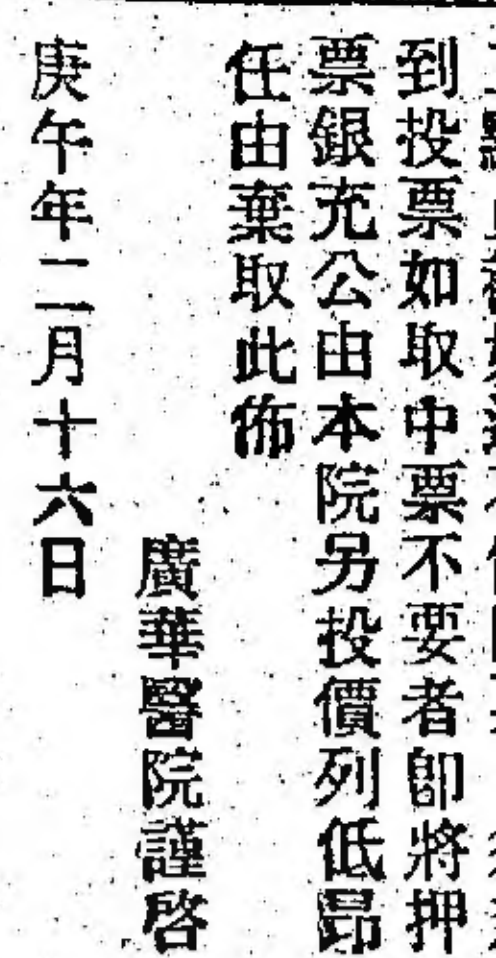 到投票如取中票不要者即將押
票銀充公由本院另投價列低昂
任由棄取此佈
廣華醫院謹啓
庚午年二月十六日